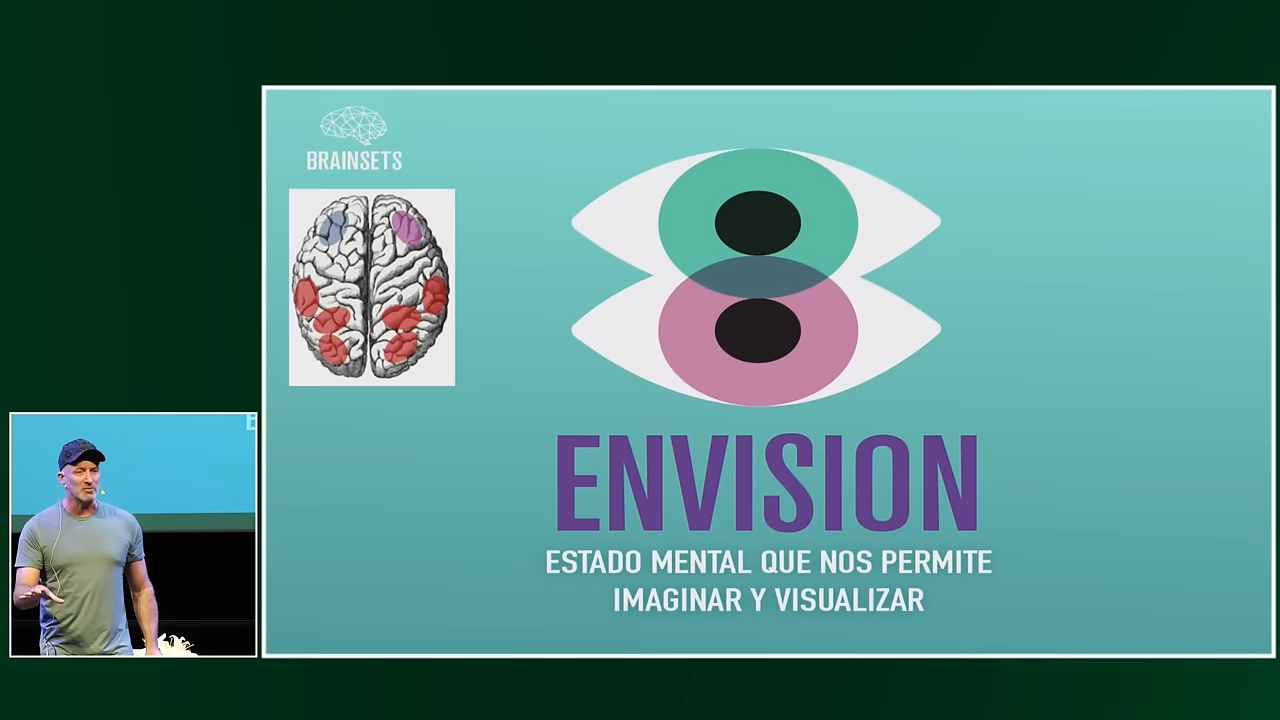 BRAINSETS
ENVISION
ESTADO MENTAL QUE NOS PERMITE
IMAGINAR Y VISUALIZAR